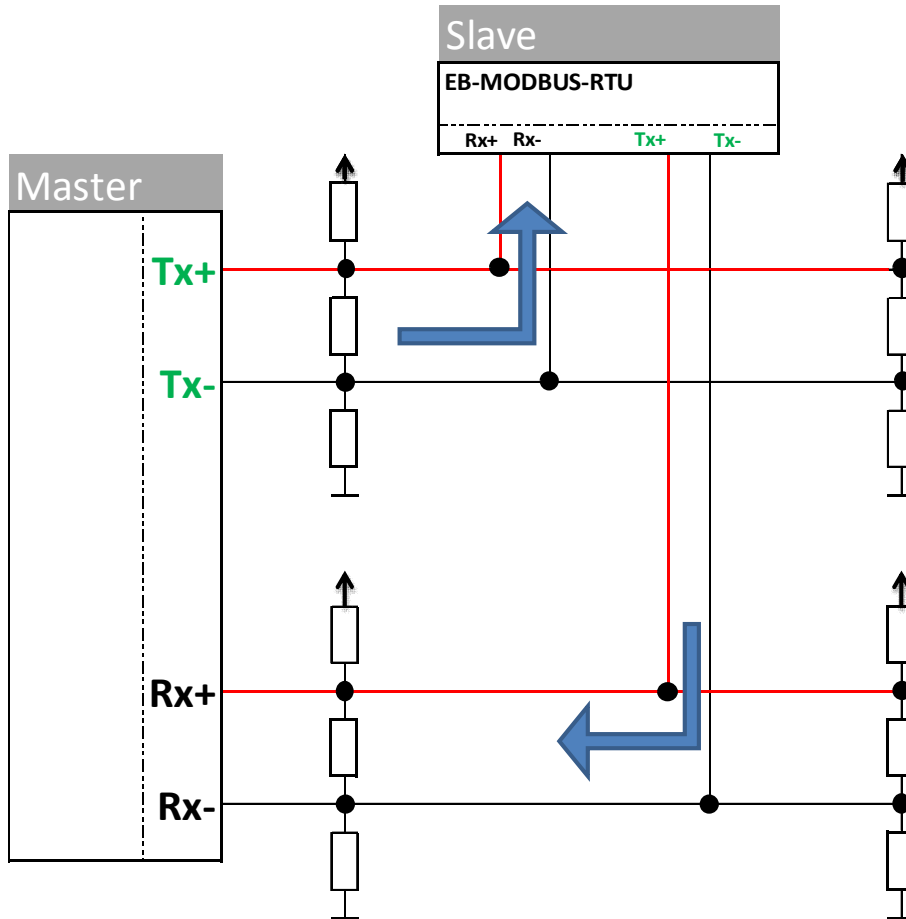 Slave
EB-MODBUS-RTU
Rx+ Rx- Tx+ Tx-
Master
Tx+
Tx-
Rx+
Rx-